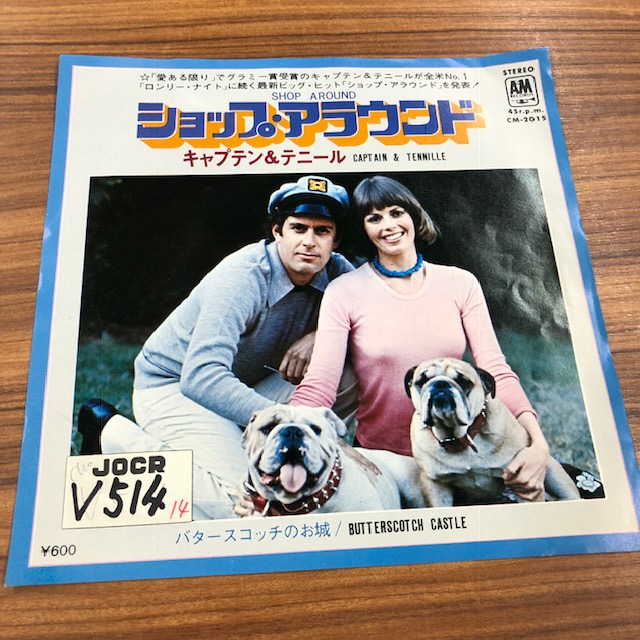 ☆「愛ある限り」でグラミー賞受賞のキャプテン&テニールが全米No.1
「ロンリー・ナイト」に続く最新ビッグ・ヒット「ショップ・アラウンド」を発表!
SHOP AROUND
ショップ・アラウンド
キャプテン&テニール CAPTAIN & TENNILLE
STEREO
AM
RECORDS
45r.p.m.
CM-2015
JOCR
V514
14
バタースコッチのお城/BUTTERSCOTCH CASTLE
¥600